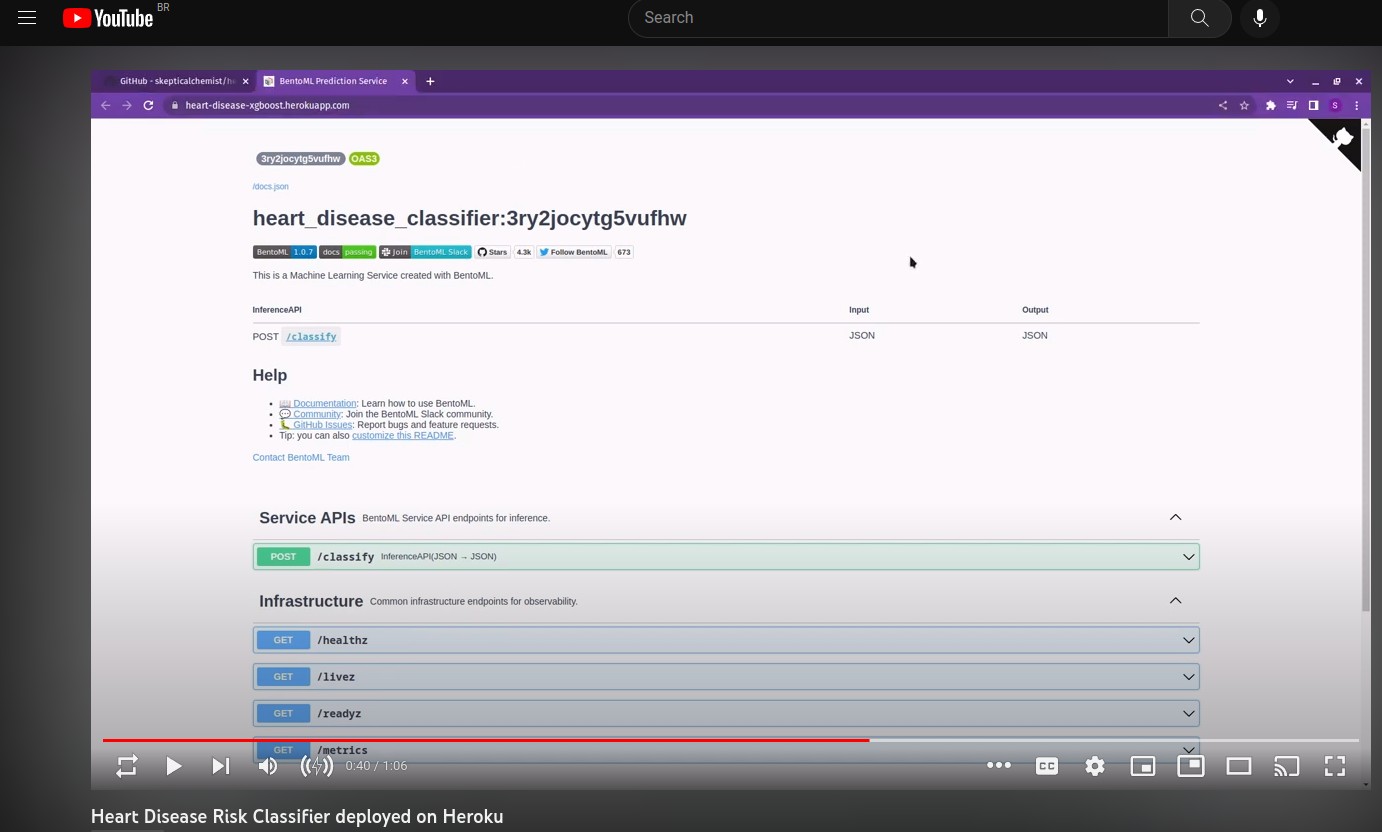 YouTube BR
Search
GitHub - skepticalchemist/he
BentoML Prediction Service
heart-disease-xgboost.herokuapp.com
S
3ry2jocytg5vufhw OAS3
/docs.json
heart_disease_classifier:3ry2jocytg5vufhw
BentoML 1.0.7 docs passing Join BentoML Slack Stars 4.3k Follow BentoML 673
This is a Machine Learning Service created with BentoML.
InferenceAPI Input Output
POST /classify JSON JSON
Help
• 📖 Documentation: Learn how to use BentoML.
• 💬 Community: Join the BentoML Slack community.
• 🐛 GitHub Issues: Report bugs and feature requests.
• Tip: you can also customize this README.
Contact BentoML Team
Service APIs BentoML Service API endpoints for inference.
POST /classify InferenceAPI(JSON → JSON)
Infrastructure Common infrastructure endpoints for observability.
GET /healthz
GET /livez
GET /readyz
GET /metrics
0:40 / 1:06
CC
Heart Disease Risk Classifier deployed on Heroku